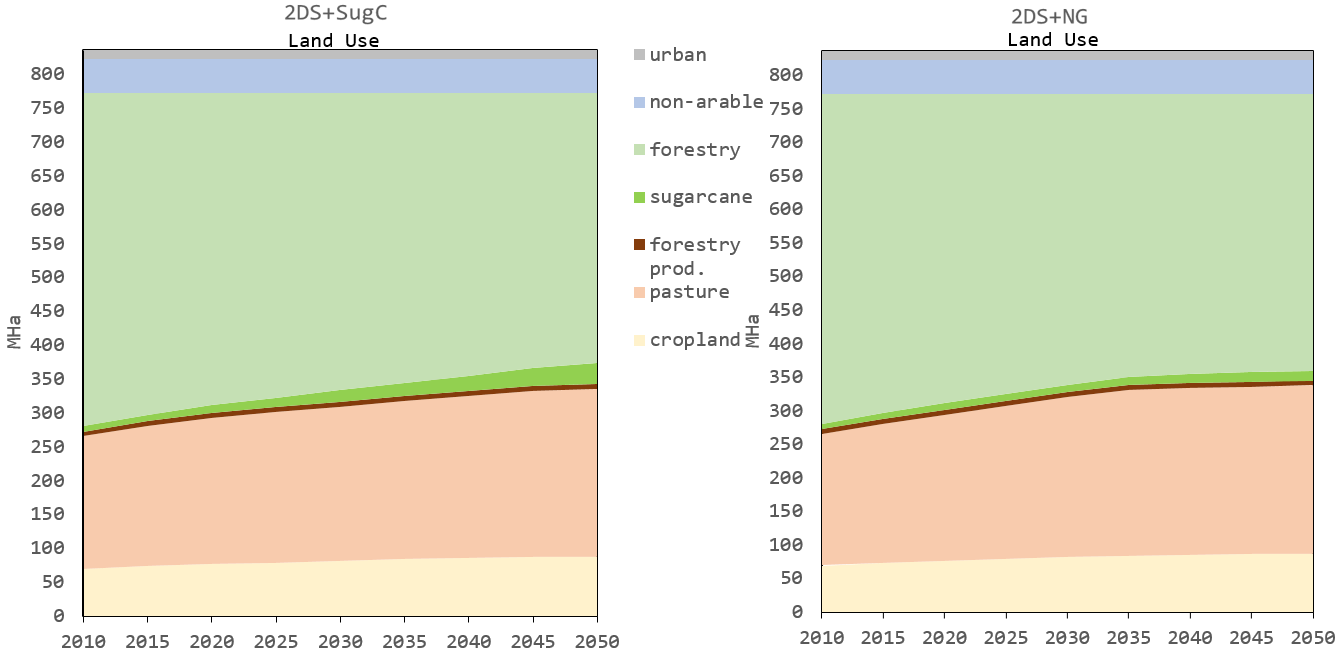 2DS+SugC
Land Use
800
750
700
650
600
550
500
450
400
350
300
250
200
150
100
50
0
MHa
2010 2015 2020 2025 2030 2035 2040 2045 2050
urban
non-arable
forestry
sugarcane
forestry
prod.
pasture
cropland
2DS+NG
Land Use
800
750
700
650
600
550
500
450
400
350
300
250
200
150
100
50
0
MHa
2010 2015 2020 2025 2030 2035 2040 2045 2050